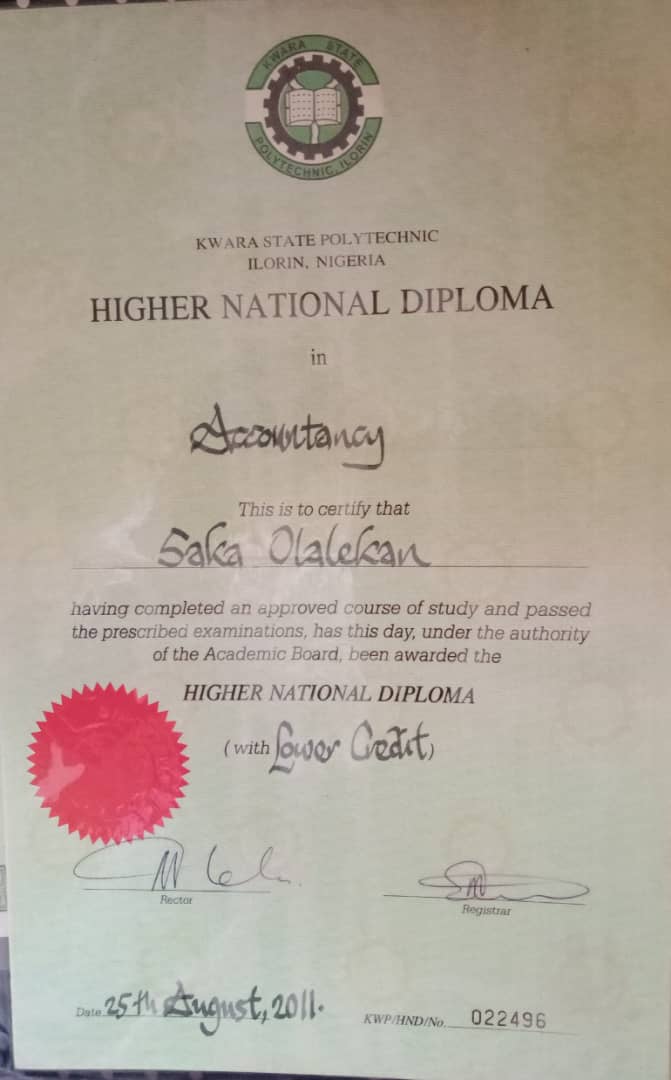 KWARA STATE
POLYTECHNIC, ILORIN
KWARA STATE POLYTECHNIC
ILORIN, NIGERIA
HIGHER NATIONAL DIPLOMA
in
Accountancy
This is to certify that
Saka Olalekan
having completed an approved course of study and passed
the prescribed examinations, has this day, under the authority
of the Academic Board, been awarded the
HIGHER NATIONAL DIPLOMA
(with Lower Credit)
Rector
Registrar
Date 25th August, 2011.
KWP/HND/No. 022496